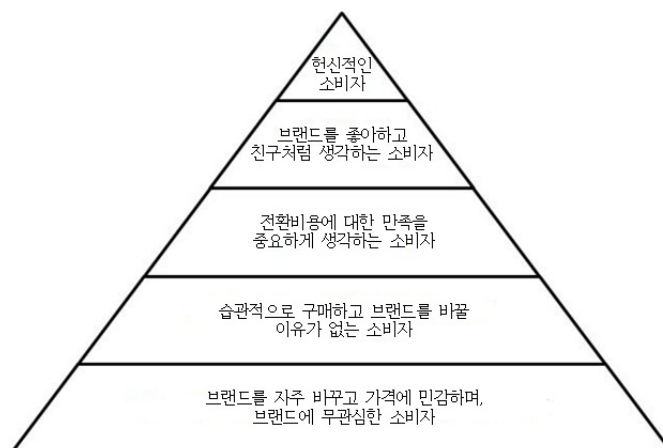 헌신적인
소비자
브랜드를 좋아하고
친구처럼 생각하는 소비자
전환비용에 대한 만족을
중요하게 생각하는 소비자
습관적으로 구매하고 브랜드를 바꿀
이유가 없는 소비자
브랜드를 자주 바꾸고 가격에 민감하며,
브랜드에 무관심한 소비자